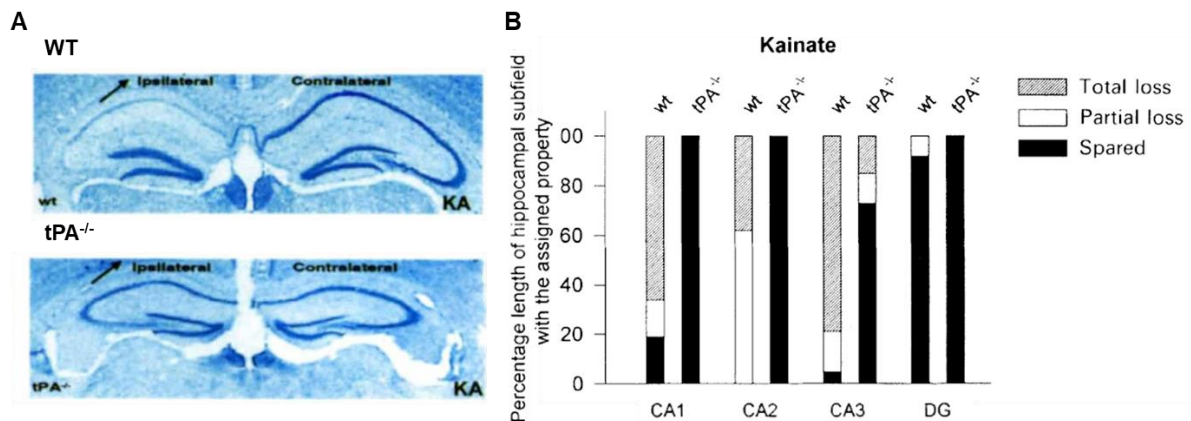 A
WT
Ipsilateral Contralateral
wt KA
tPA-/-
Ipsilateral Contralateral
tPA-/- KA
B
Kainate
wt tPA-/- wt tPA-/- wt tPA-/- wt tPA-/-
Total loss
Partial loss
Spared
Percentage length of hippocampal subfield
with the assigned property
00
80
60
40
20
0
CA1 CA2 CA3 DG